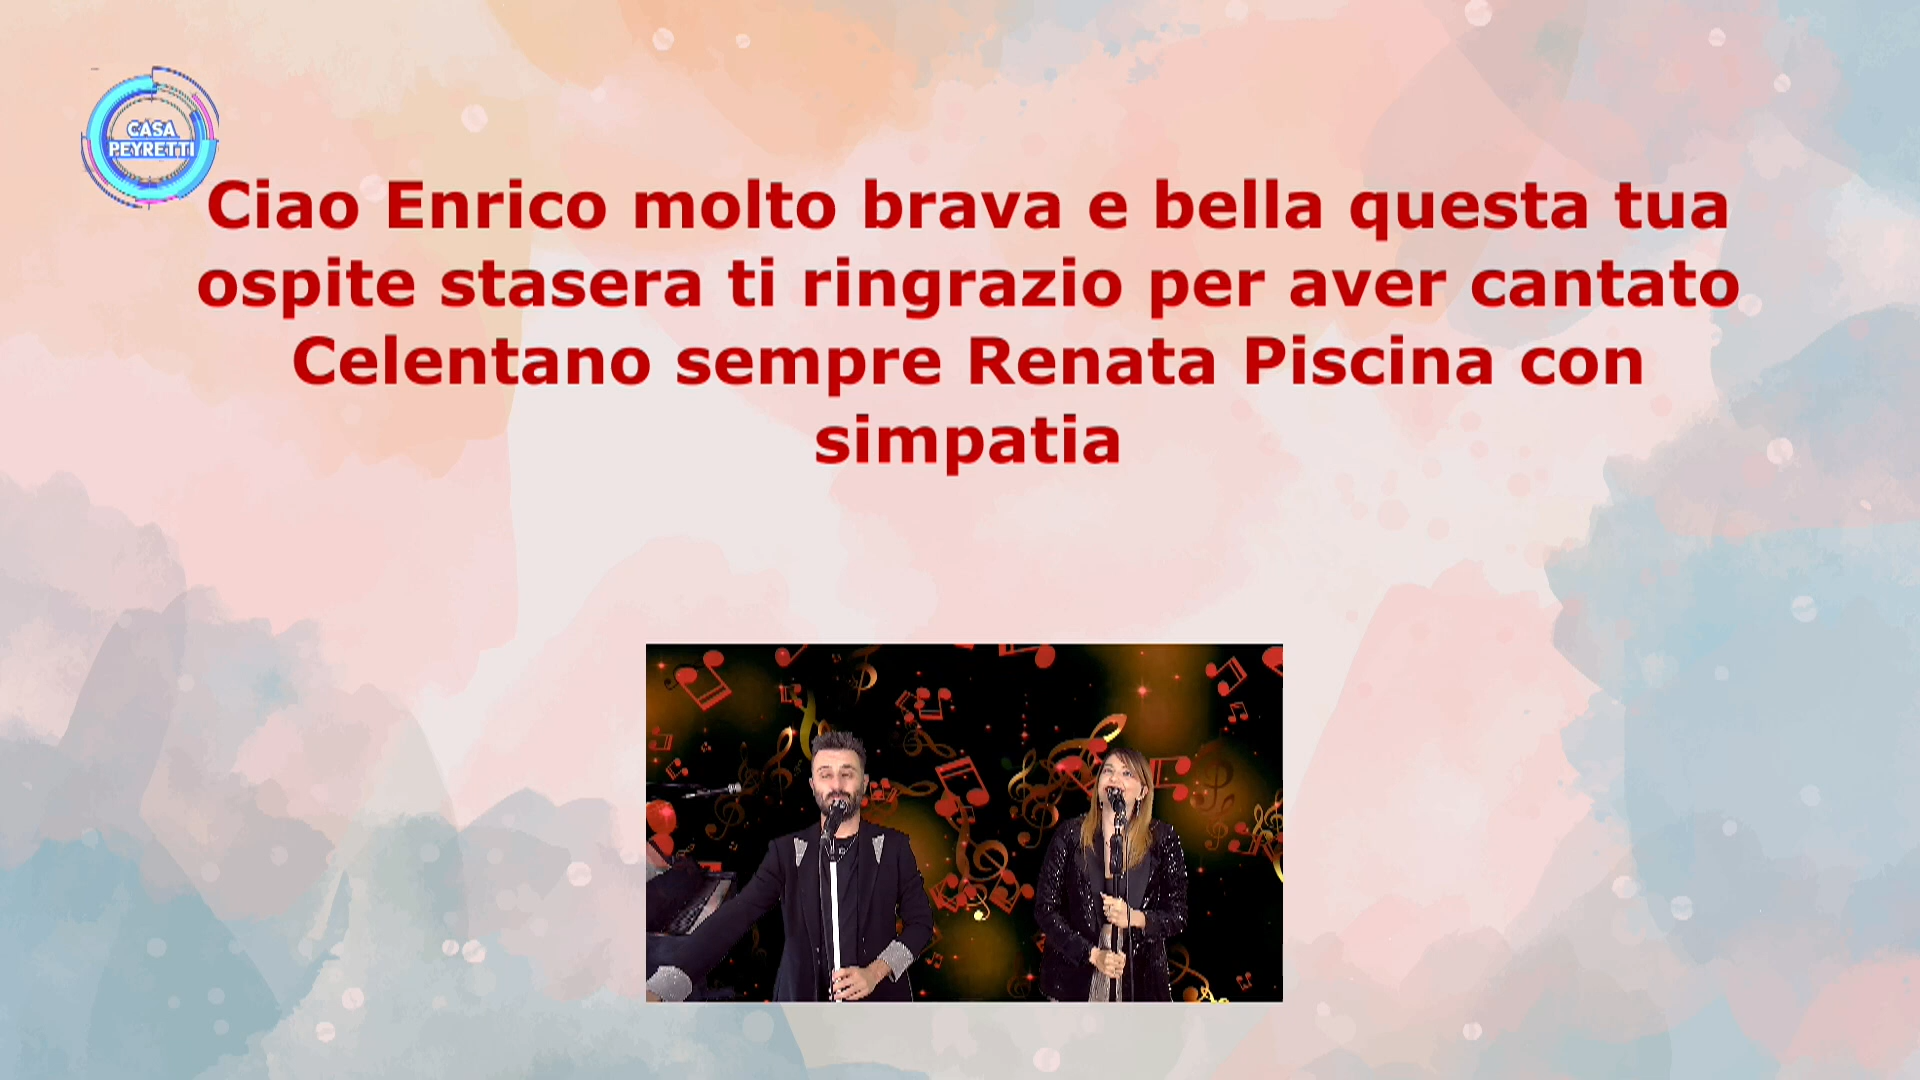 CASA
PEYRETTI
Ciao Enrico molto brava e bella questa tua
ospite stasera ti ringrazio per aver cantato
Celentano sempre Renata Piscina con
simpatia